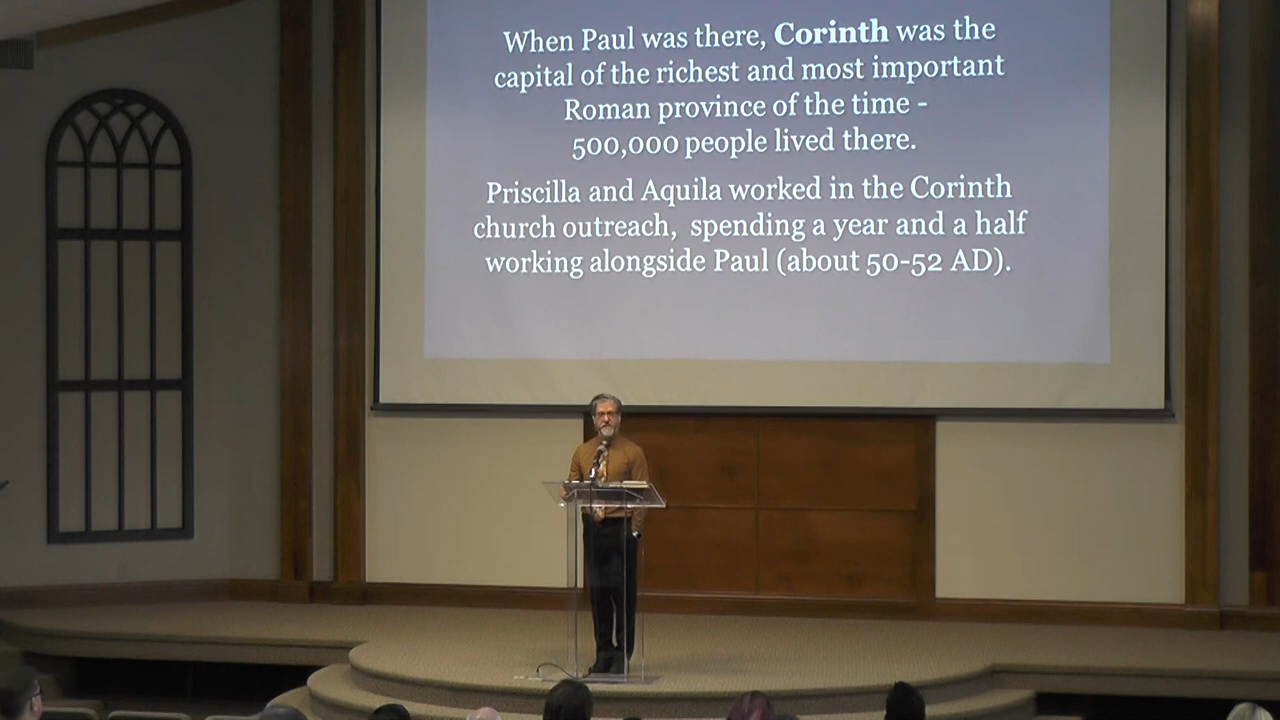 When Paul was there, Corinth was the
capital of the richest and most important
Roman province of the time -
500,000 people lived there.
Priscilla and Aquila worked in the Corinth
church outreach,  spending a year and a half
working alongside Paul (about 50-52 AD).